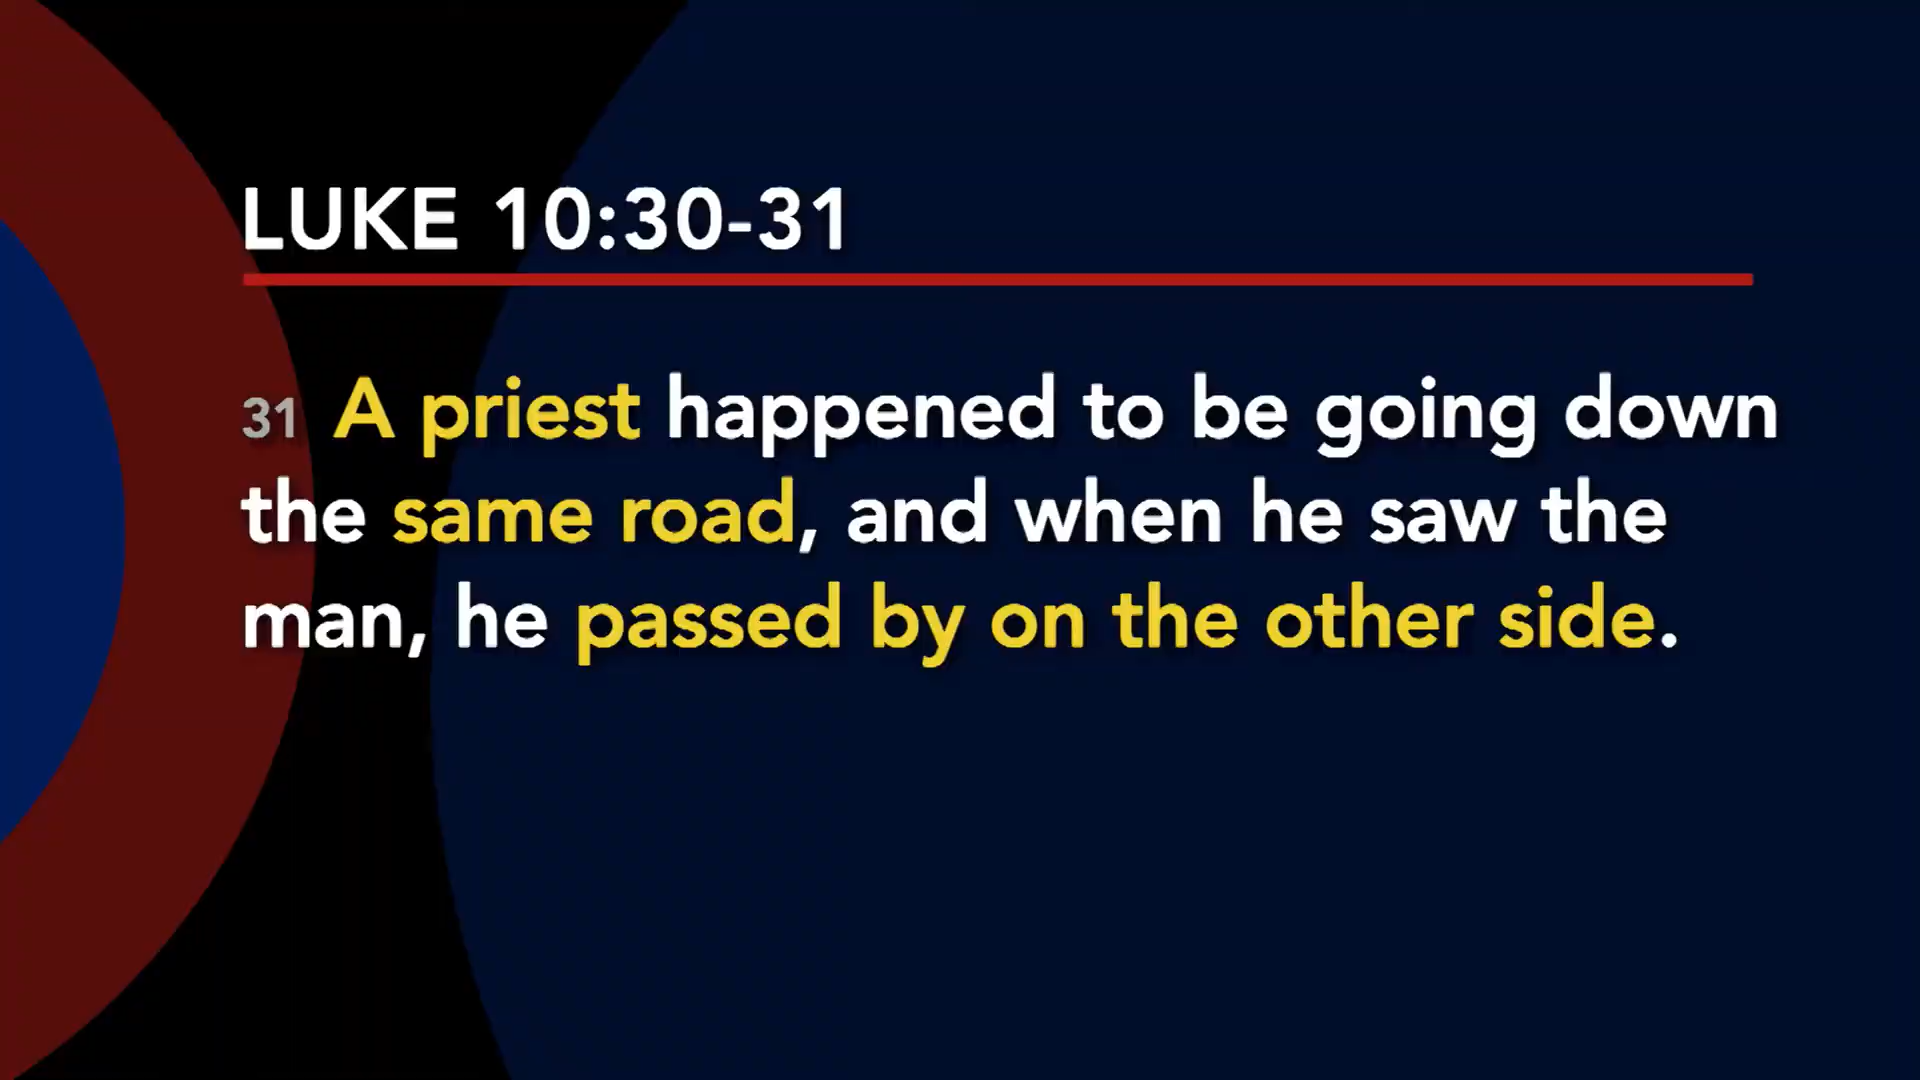 LUKE 10:30-31
31 A priest happened to be going down
the same road, and when he saw the
man, he passed by on the other side.